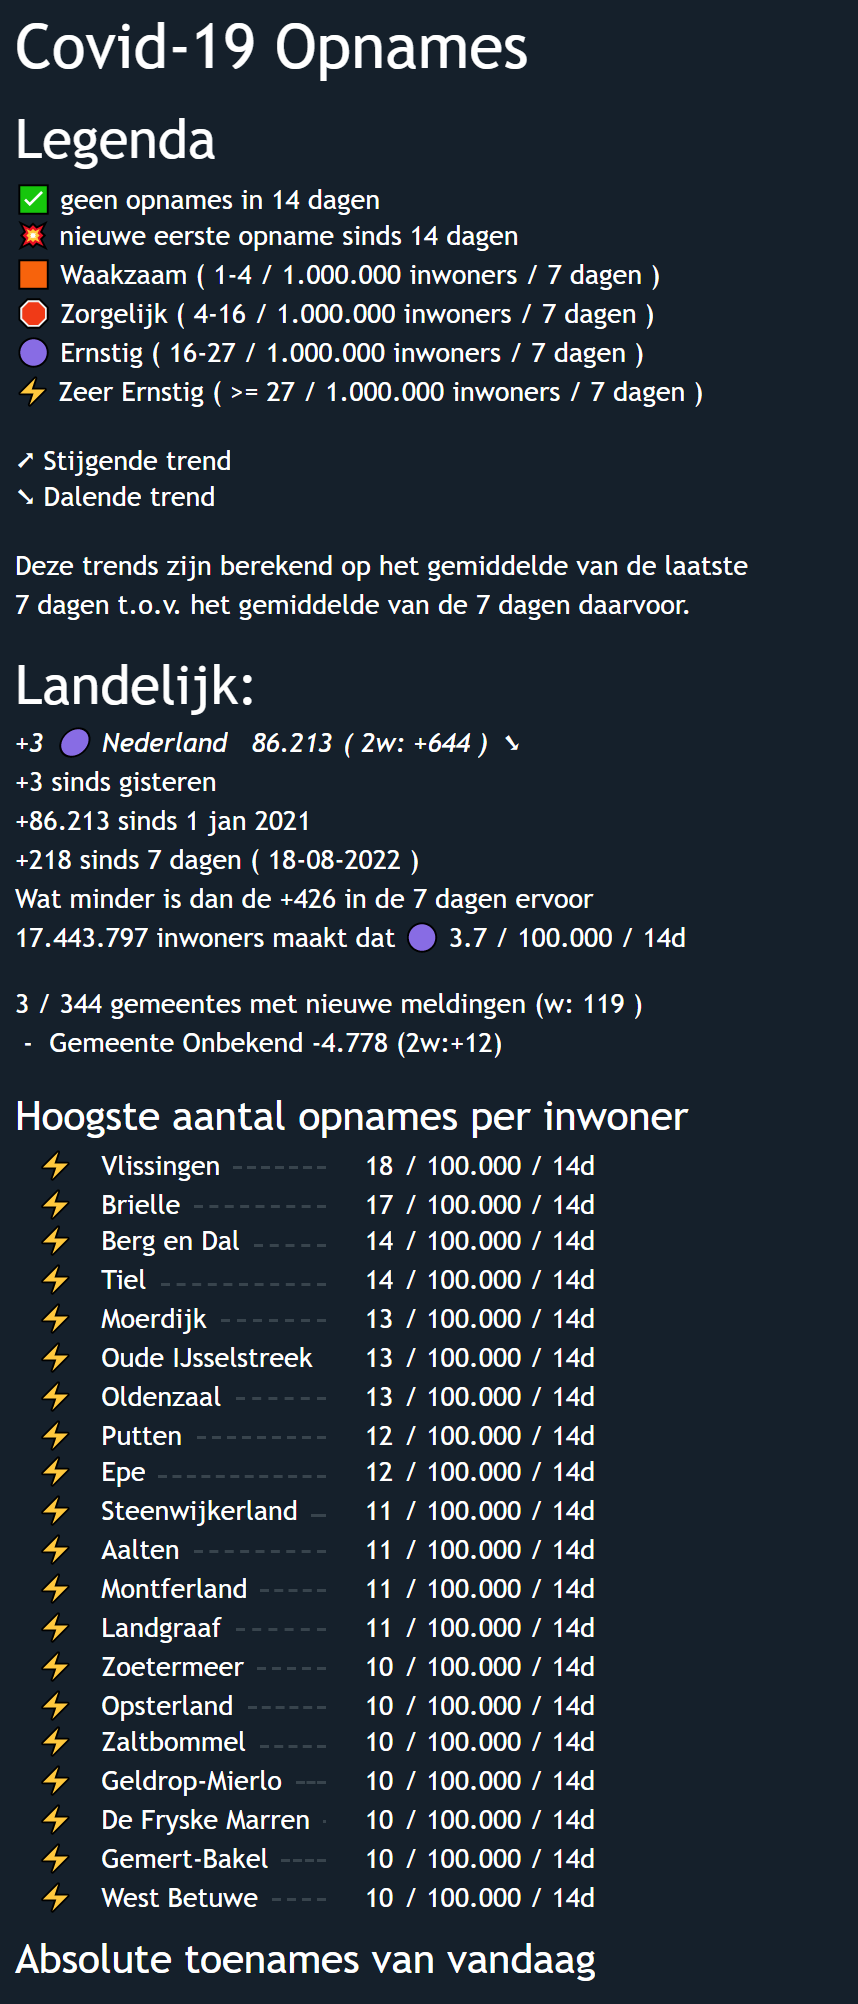 Covid-19 Opnames
Legenda
✅ geen opnames in 14 dagen
💥 nieuwe eerste opname sinds 14 dagen
🟧 Waakzaam ( 1-4 / 1.000.000 inwoners / 7 dagen )
🛑 Zorgelijk ( 4-16 / 1.000.000 inwoners / 7 dagen )
🟣 Ernstig ( 16-27 / 1.000.000 inwoners / 7 dagen )
⚡ Zeer Ernstig ( >= 27 / 1.000.000 inwoners / 7 dagen )
➚ Stijgende trend
➘ Dalende trend
Deze trends zijn berekend op het gemiddelde van de laatste
7 dagen t.o.v. het gemiddelde van de 7 dagen daarvoor.
Landelijk:
+3 🟣 Nederland 86.213 ( 2w: +644 ) ➘
+3 sinds gisteren
+86.213 sinds 1 jan 2021
+218 sinds 7 dagen ( 18-08-2022 )
Wat minder is dan de +426 in de 7 dagen ervoor
17.443.797 inwoners maakt dat 🟣 3.7 / 100.000 / 14d
3 / 344 gemeentes met nieuwe meldingen (w: 119 )
- Gemeente Onbekend -4.778 (2w:+12)
Hoogste aantal opnames per inwoner
⚡ Vlissingen ------- 18 / 100.000 / 14d
⚡ Brielle ---------- 17 / 100.000 / 14d
⚡ Berg en Dal ----- 14 / 100.000 / 14d
⚡ Tiel ------------ 14 / 100.000 / 14d
⚡ Moerdijk -------- 13 / 100.000 / 14d
⚡ Oude IJsselstreek 13 / 100.000 / 14d
⚡ Oldenzaal ------ 13 / 100.000 / 14d
⚡ Putten --------- 12 / 100.000 / 14d
⚡ Epe ------------ 12 / 100.000 / 14d
⚡ Steenwijkerland - 11 / 100.000 / 14d
⚡ Aalten ---------- 11 / 100.000 / 14d
⚡ Montferland ----- 11 / 100.000 / 14d
⚡ Landgraaf ------- 11 / 100.000 / 14d
⚡ Zoetermeer ----- 10 / 100.000 / 14d
⚡ Opsterland ------ 10 / 100.000 / 14d
⚡ Zaltbommel ----- 10 / 100.000 / 14d
⚡ Geldrop-Mierlo --- 10 / 100.000 / 14d
⚡ De Fryske Marren - 10 / 100.000 / 14d
⚡ Gemert-Bakel ---- 10 / 100.000 / 14d
⚡ West Betuwe ---- 10 / 100.000 / 14d
Absolute toenames van vandaag